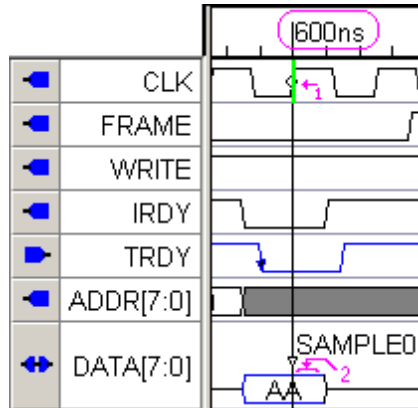 600ns
CLK
1
FRAME
WRITE
IRDY
TRDY
ADDR[7:0]
SAMPLE0
DATA[7:0]
2
AA